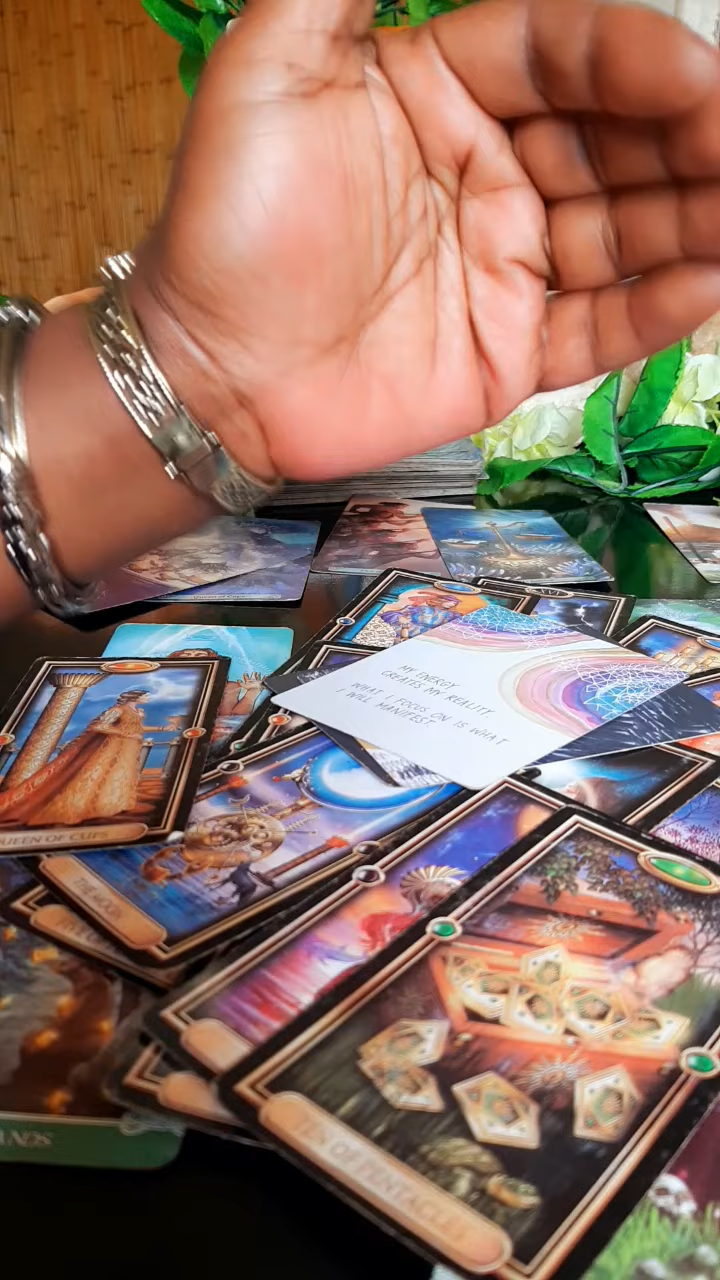 MY ENERGY
CREATES MY REALITY.
WHAT I FOCUS ON IS WHAT
I WILL MANIFEST
QUEEN OF CUPS
THE MOON
TEN OF PENTACLES